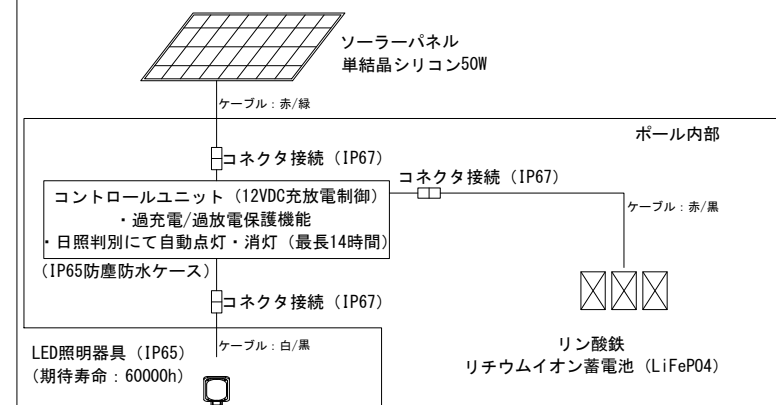 ソーラーパネル
単結晶シリコン50W
ケーブル：赤/緑
ポール内部
コネクタ接続（IP67）
コネクタ接続（IP67）
コントロールユニット（12VDC充放電制御）
・過充電/過放電保護機能
・日照判別にて自動点灯・消灯（最長14時間）
ケーブル：赤/黒
（IP65防塵防水ケース）
コネクタ接続（IP67）
ケーブル：白/黒
LED照明器具（IP65）
（期待寿命：60000h）
リン酸鉄
リチウムイオン蓄電池（LiFePO4）